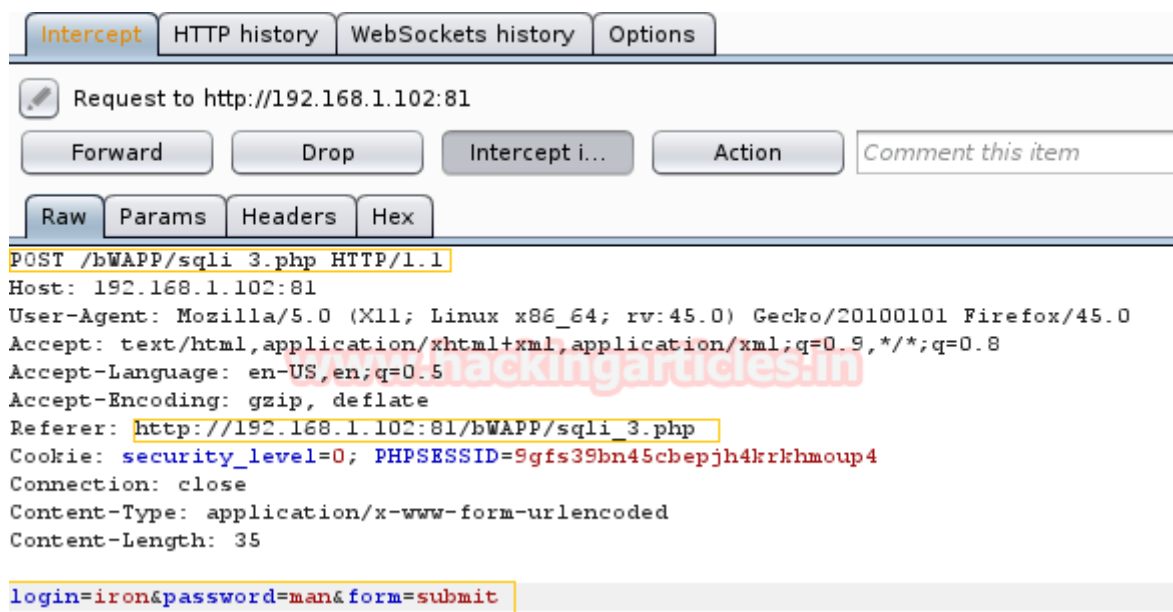 Intercept HTTP history WebSockets history Options
Request to http://192.168.1.102:81
Forward Drop Intercept i... Action Comment this item
Raw Params Headers Hex
POST /bWAPP/sqli_3.php HTTP/1.1
Host: 192.168.1.102:81
User-Agent: Mozilla/5.0 (X11; Linux x86_64; rv:45.0) Gecko/20100101 Firefox/45.0
Accept: text/html,application/xhtml+xml,application/xml;q=0.9,*/*;q=0.8
www.hackingarticles.in
Accept-Language: en-US,en;q=0.5
Accept-Encoding: gzip, deflate
Referer: http://192.168.1.102:81/bWAPP/sqli_3.php
Cookie: security_level=0; PHPSESSID=9gfs39bn45cbepjh4krkhmoup4
Connection: close
Content-Type: application/x-www-form-urlencoded
Content-Length: 35
login=iron&password=man&form=submit